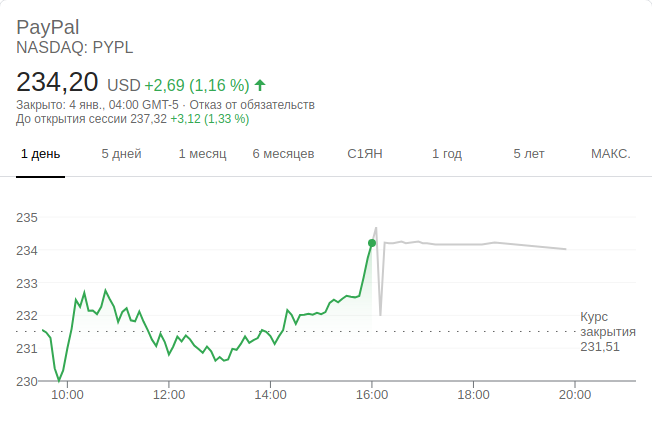 PayPal
NASDAQ: PYPL
234,20 USD +2,69 (1,16 %)
Закрыто: 4 янв., 04:00 GMT-5 · Отказ от обязательств
До открытия сессии 237,32 +3,12 (1,33 %)
1 день 5 дней 1 месяц 6 месяцев С1ЯН 1 год 5 лет МАКС.
235
234
233
232
231
230
Курс
закрытия
231,51
10:00 12:00 14:00 16:00 18:00 20:00